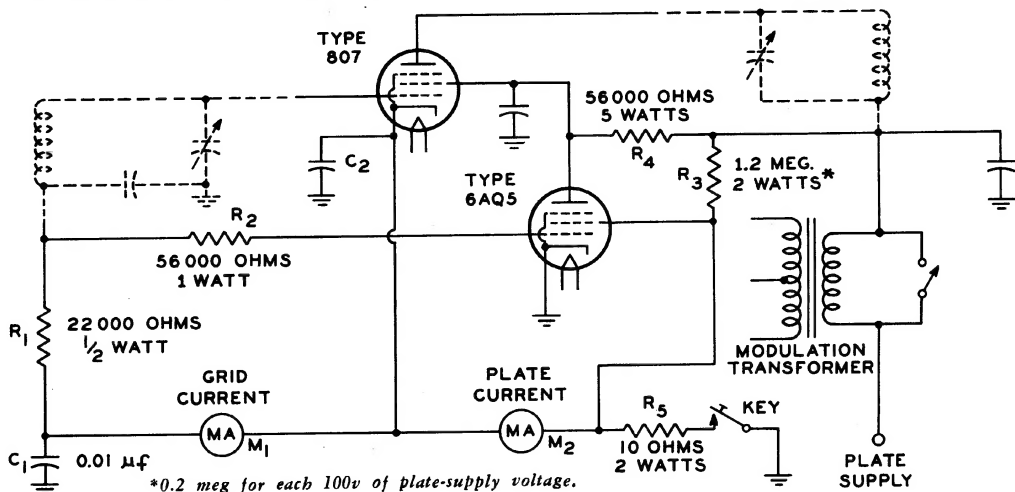 TYPE
807
56000 OHMS
5 WATTS
R4
C2
R3
1.2 MEG.
2 WATTS*
TYPE
6AQ5
R2
56000 OHMS
1 WATT
R1
22000 OHMS
1/2 WATT
MODULATION
TRANSFORMER
GRID
CURRENT
PLATE
CURRENT
MA
M1
MA
M2
R5
KEY
10 OHMS
2 WATTS
C1
0.01 µf
PLATE
SUPPLY
*0.2 meg for each 100v of plate-supply voltage.